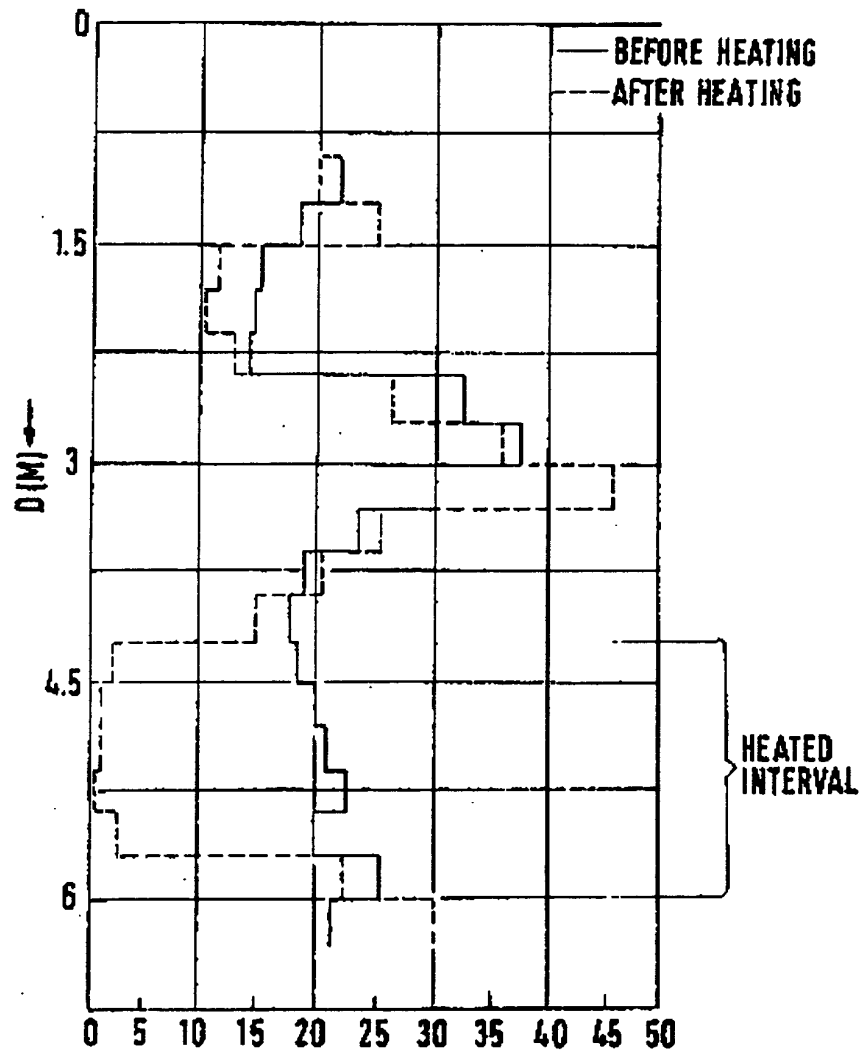 0
BEFORE HEATING
AFTER HEATING
1.5
D(M)
3
4.5
HEATED
INTERVAL
6
0 5 10 15 20 25 30 35 40 45 50